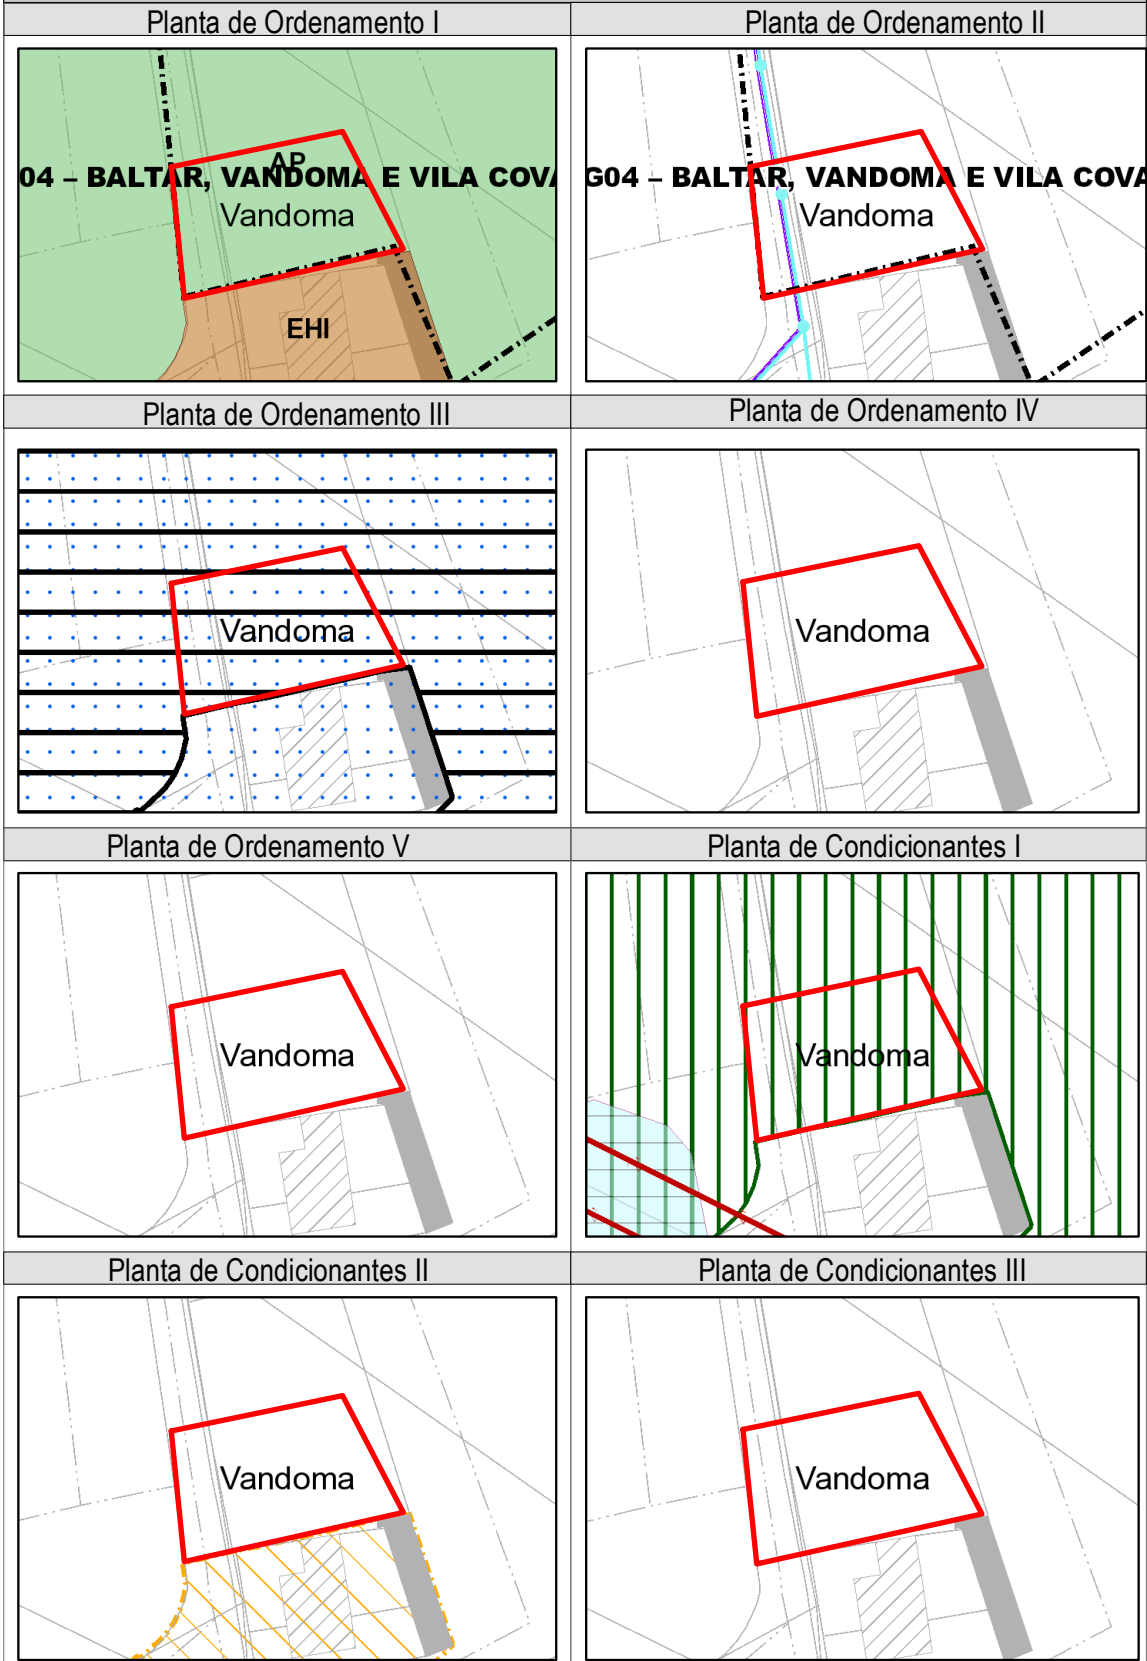 Planta de Ordenamento I
Planta de Ordenamento II
AP
04 – BALTAR, VANDOMA E VILA COVA
Vandoma
EHI
G04 – BALTAR, VANDOMA E VILA COVA
Vandoma
Planta de Ordenamento III
Planta de Ordenamento IV
Vandoma
Vandoma
Planta de Ordenamento V
Planta de Condicionantes I
Vandoma
Vandoma
Planta de Condicionantes II
Planta de Condicionantes III
Vandoma
Vandoma